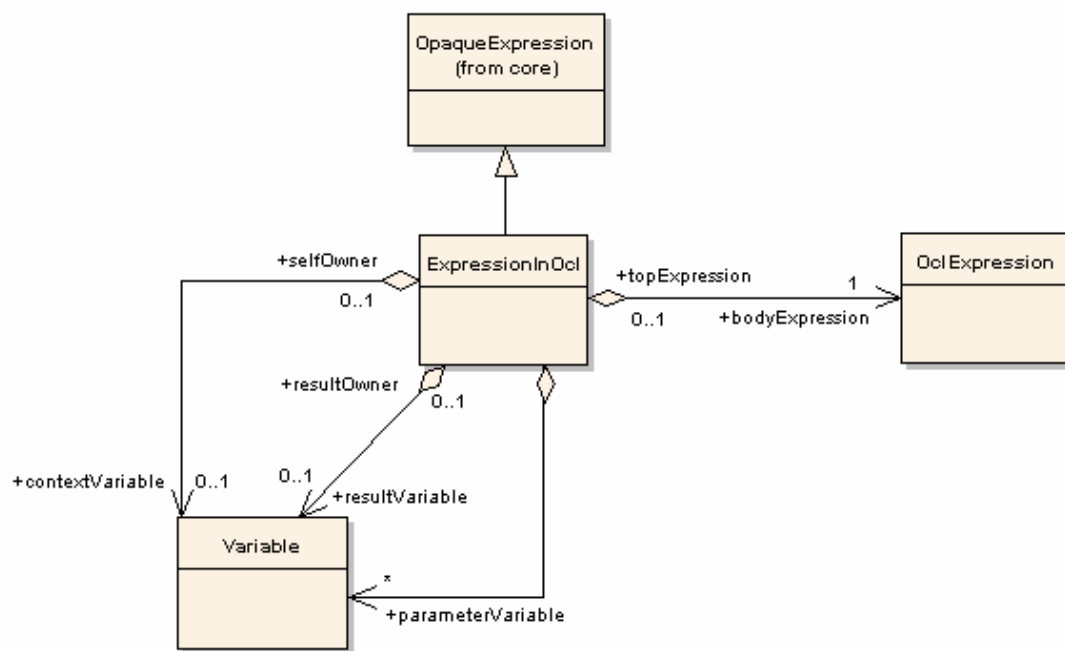 OpaqueExpression
(from core)
+selfOwner
0..1
ExpressionInOcl
+topExpression
0..1
1
+bodyExpression
OclExpression
+resultOwner
0..1
+contextVariable
0..1
0..1
+resultVariable
Variable
*
+parameterVariable